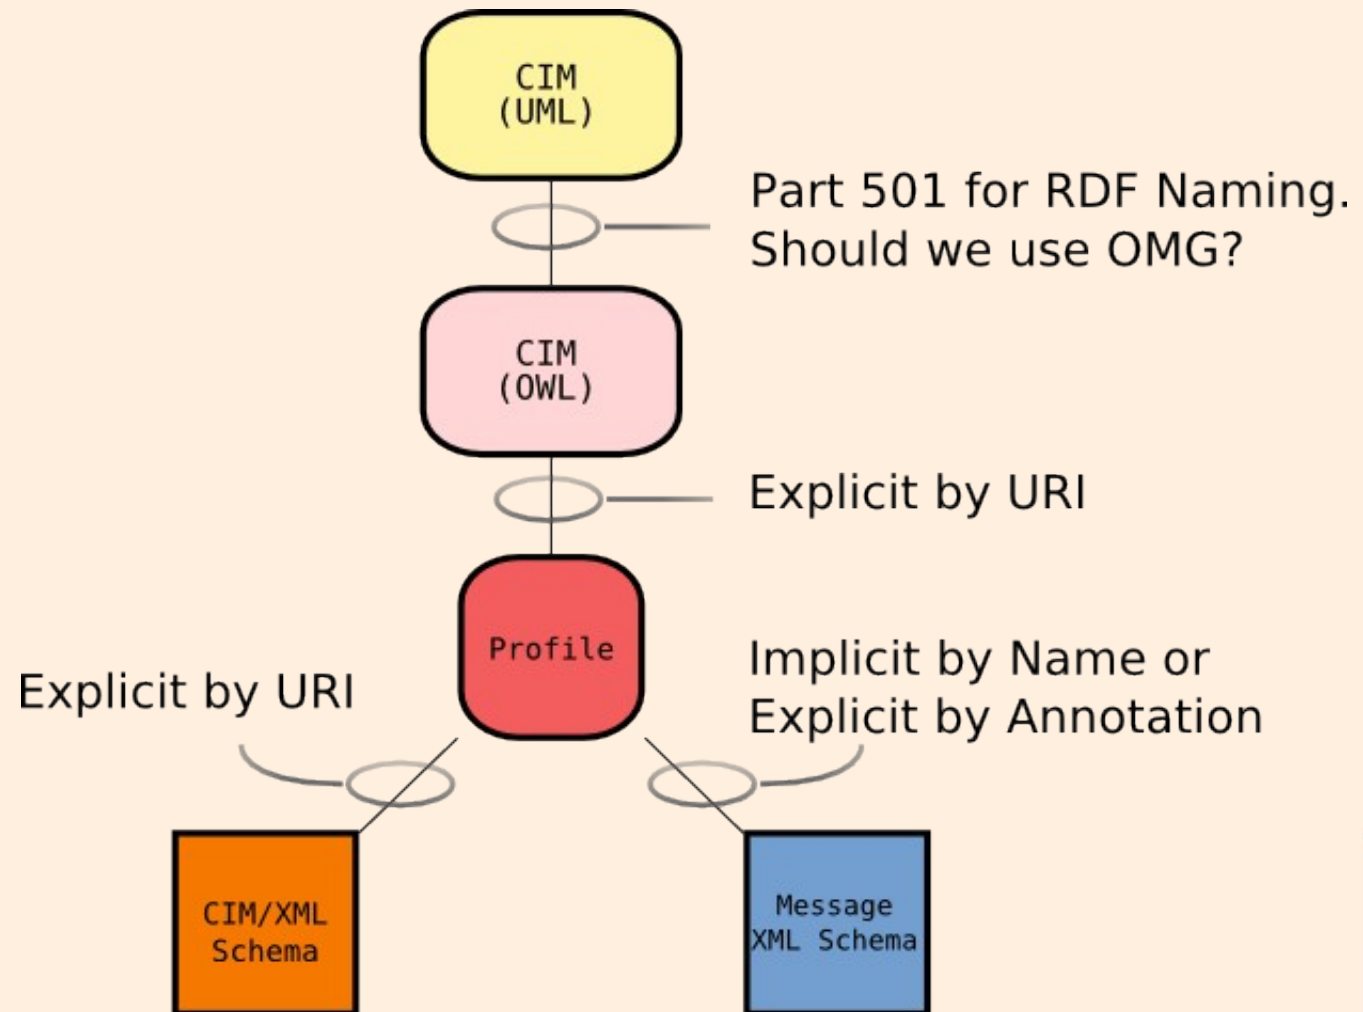 CIM
(UML)
Part 501 for RDF Naming.
Should we use OMG?
CIM
(OWL)
Explicit by URI
Profile
Implicit by Name or
Explicit by Annotation
Explicit by URI
CIM/XML
Schema
Message
XML Schema